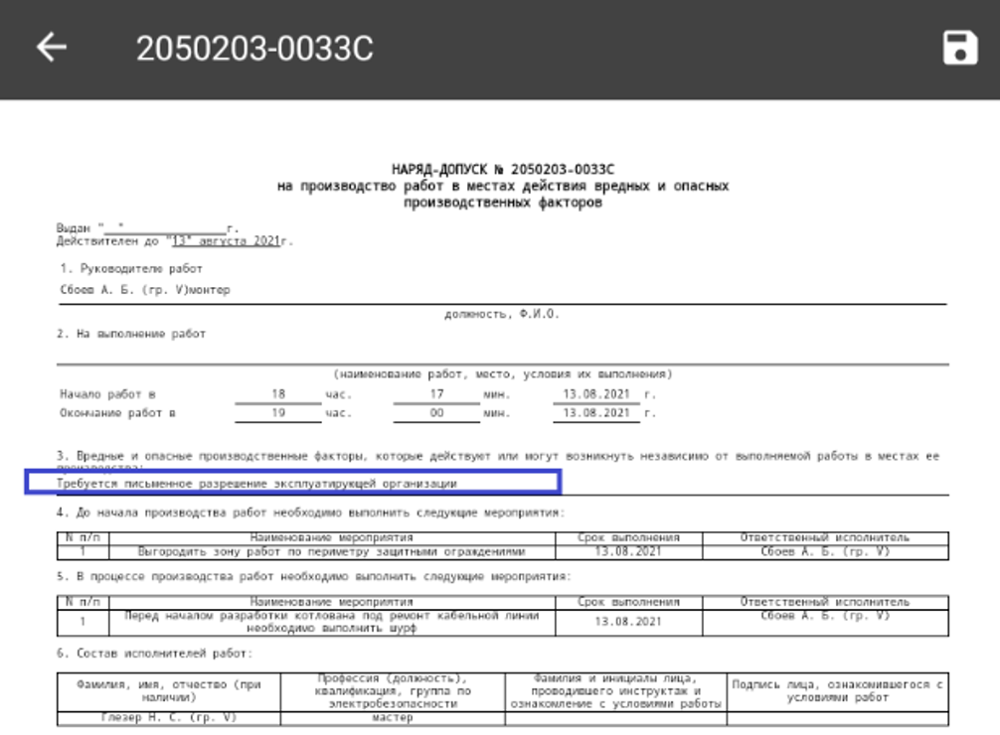 2050203-0033С
НАРЯД-ДОПУСК № 2050203-0033С
на производство работ в местах действия вредных и опасных
производственных факторов
Выдан "__"______________г.
Действителен до "13" августа 2021г.
1. Руководителю работ
Сбоев А. Б. (гр. V)монтер
должность, Ф.И.О.
2. На выполнение работ
(наименование работ, место, условия их выполнения)
Начало работ в 18 час. 17 мин. 13.08.2021 г.
Окончание работ в 19 час. 00 мин. 13.08.2021 г.
3. Вредные и опасные производственные факторы, которые действуют или могут возникнуть независимо от выполняемой работы в местах ее
производства:
Требуется письменное разрешение эксплуатирующей организации
4. До начала производства работ необходимо выполнить следующие мероприятия:
N п/п Наименование мероприятия Срок выполнения Ответственный исполнитель
1 Выгородить зону работ по периметру защитными ограждениями 13.08.2021 Сбоев А. Б. (гр. V)
5. В процессе производства работ необходимо выполнить следующие мероприятия:
N п/п Наименование мероприятия Срок выполнения Ответственный исполнитель
1 Перед началом разработки котлована под ремонт кабельной линии 13.08.2021 Сбоев А. Б. (гр. V)
необходимо выполнить шурф
6. Состав исполнителей работ:
Фамилия, имя, отчество (при
наличии)
Профессия (должность),
квалификация, группа по
электробезопасности
Фамилия и инициалы лица,
проводившего инструктаж и
ознакомление с условиями работы
Подпись лица, ознакомившегося с
условиями работ
Глезер Н. С. (гр. V) мастер